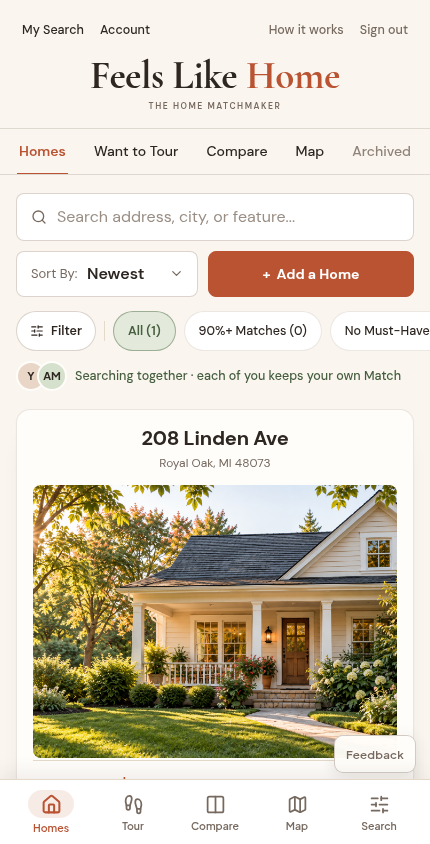 My Search Account How it works Sign out
Feels Like Home
THE HOME MATCHMAKER
Homes Want to Tour Compare Map Archived
Search address, city, or feature...
Sort By: Newest + Add a Home
Filter All (1) 90%+ Matches (0) No Must-Have
Y AM Searching together · each of you keeps your own Match
208 Linden Ave
Royal Oak, MI 48073
Feedback
Homes Tour Compare Map Search